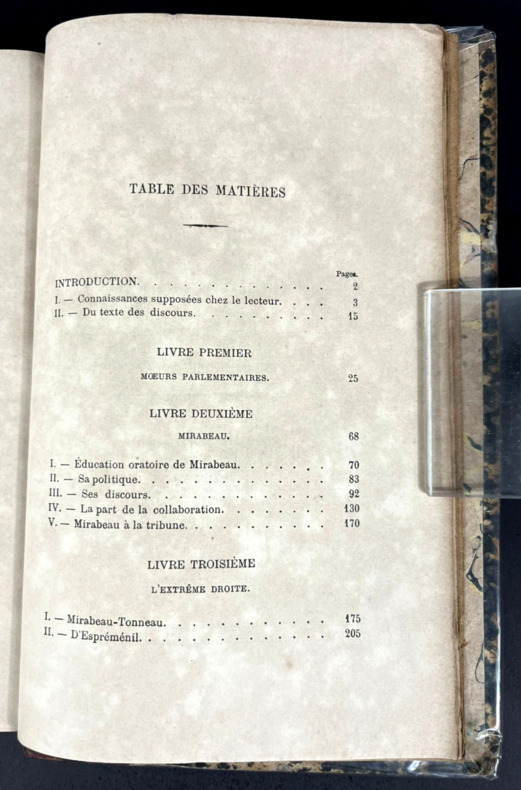 TABLE DES MATIÈRES
Pages.
INTRODUCTION. . . . . . . . . . . . . 2
I. — Connaissances supposées chez le lecteur. . . . 3
II. — Du texte des discours. . . . . . . . . 15
LIVRE PREMIER
MŒURS PARLEMENTAIRES. 25
LIVRE DEUXIÈME
MIRABEAU. 68
I. — Éducation oratoire de Mirabeau. . . . . . . 70
II. — Sa politique. . . . . . . . . . . . . 83
III. — Ses discours. . . . . . . . . . . . 92
IV. — La part de la collaboration. . . . . . . . 130
V. — Mirabeau à la tribune. . . . . . . . . . 170
LIVRE TROISIÈME
L'EXTRÊME DROITE.
I. — Mirabeau-Tonneau. . . . . . . . . . . 175
II. — D'Espréménil. . . . . . . . . . . . . 205